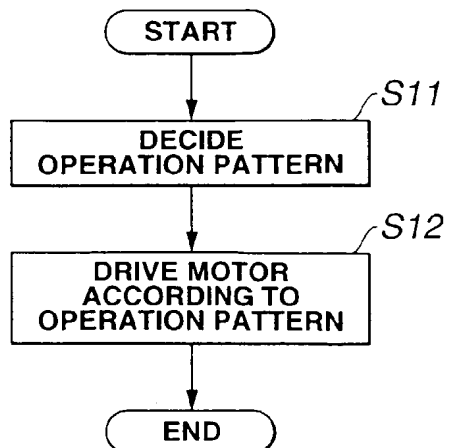 START
S11
DECIDE
OPERATION PATTERN
S12
DRIVE MOTOR
ACCORDING TO
OPERATION PATTERN
END